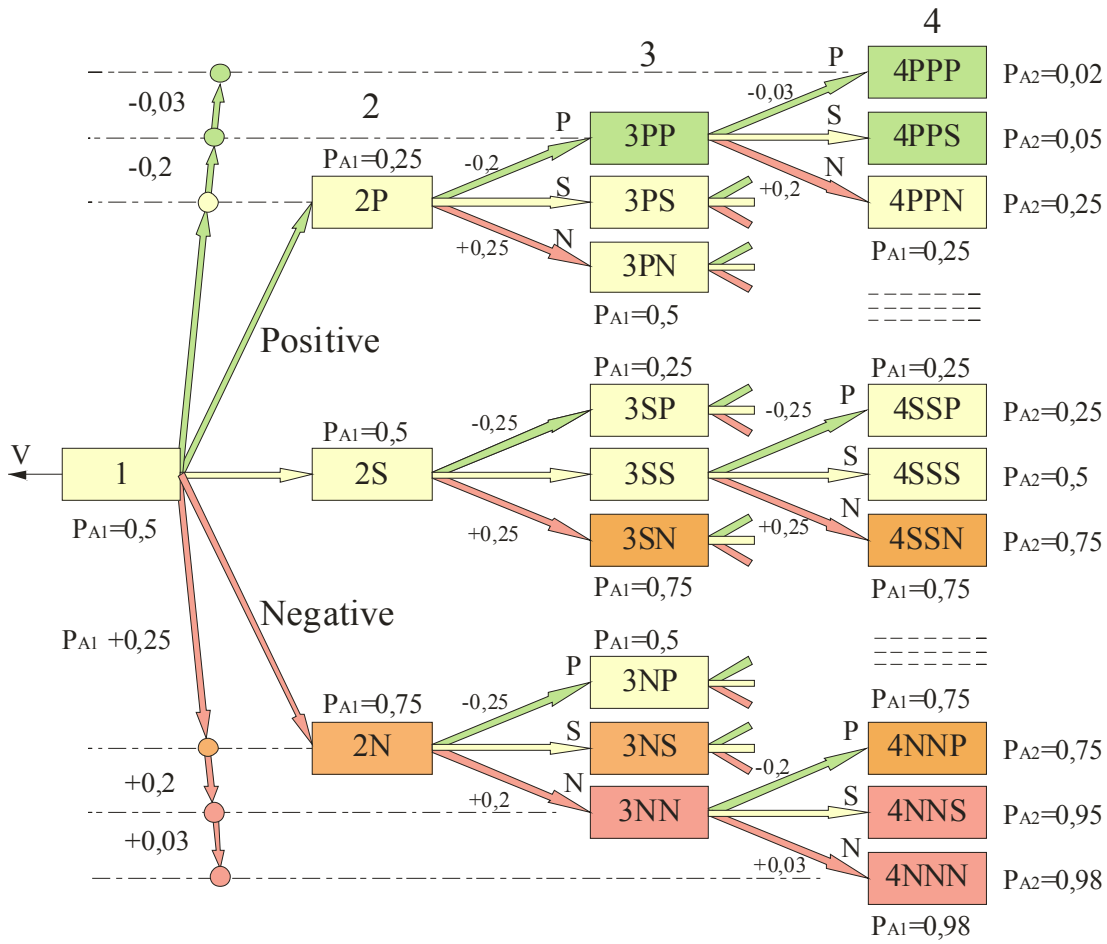 4
3
P
4PPP
PA2=0,02
-0,03
-0,03
2
P
3PP
S
4PPS
PA2=0,05
-0,2
PA1=0,25
-0,2
N
2P
S
3PS
+0,2
4PPN
PA2=0,25
+0,25
N
3PN
PA1=0,25
PA1=0,5
Positive
PA1=0,25
PA1=0,25
P
3SP
-0,25
4SSP
PA2=0,25
-0,25
PA1=0,5
V
1
2S
3SS
S
4SSS
PA2=0,5
PA1=0,5
N
+0,25
3SN
+0,25
4SSN
PA2=0,75
PA1=0,75
PA1=0,75
Negative
PA1 +0,25
PA1=0,5
P
3NP
PA1=0,75
-0,25
PA1=0,75
P
2N
S
3NS
4NNP
PA2=0,75
-0,2
+0,2
N
+0,2
3NN
S
4NNS
PA2=0,95
+0,03
N
+0,03
4NNN
PA2=0,98
PA1=0,98